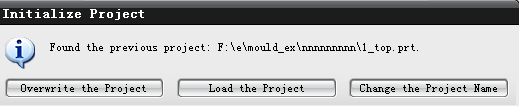 Initialize Project
Found the previous project: F:\e\mould_ex\nnnnnnnnn\1_top.prt.
Overwrite the Project
Load the Project
Change the Project Name